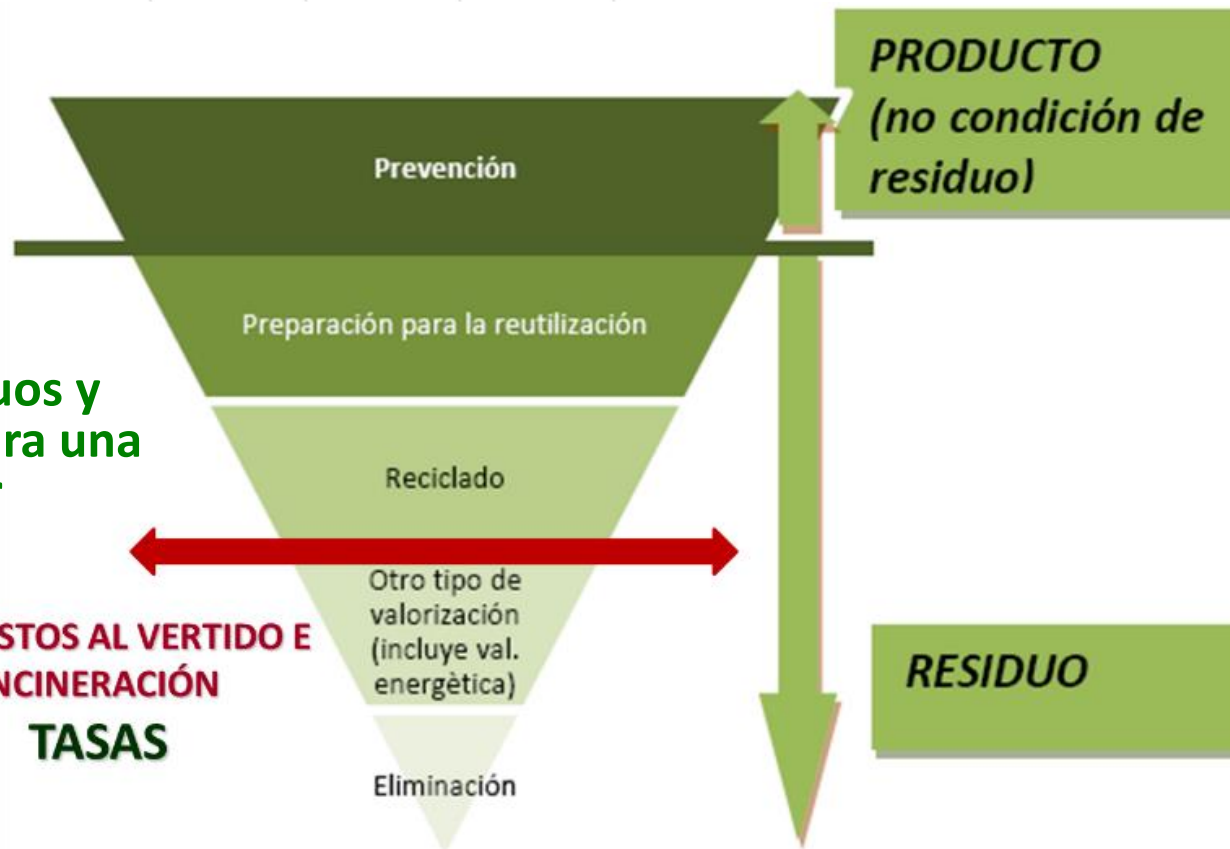 PRODUCTO
(no condición de
residuo)
Prevención
Preparación para la reutilización
uos y
ra una
Reciclado
Otro tipo de
valorización
(incluye val.
energètica)
STOS AL VERTIDO E
NCINERACIÓN
TASAS
RESIDUO
Eliminación